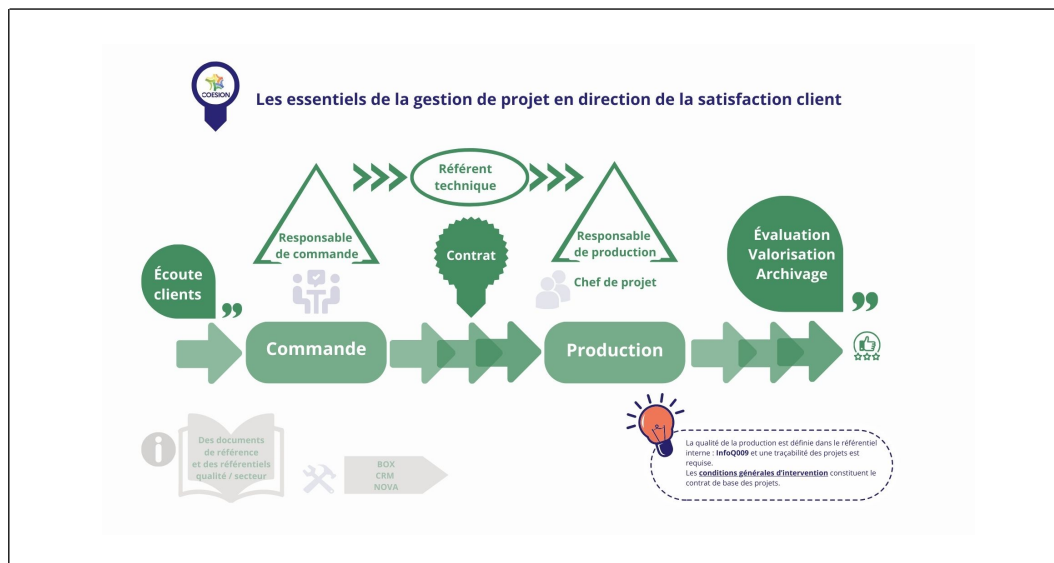 COESION
Les essentiels de la gestion de projet en direction de la satisfaction client
Référent
technique
Responsable
de commande
Contrat
Responsable
de production
Chef de projet
Évaluation
Valorisation
Archivage
Écoute
clients
Commande
Production
Des documents
de référence
et des référentiels
qualité / secteur
BOX
CRM
NOVA
La qualité de la production est définie dans le référentiel
interne : InfoQ009 et une traçabilité des projets est
requise.
Les conditions générales d'intervention constituent le
contrat de base des projets.